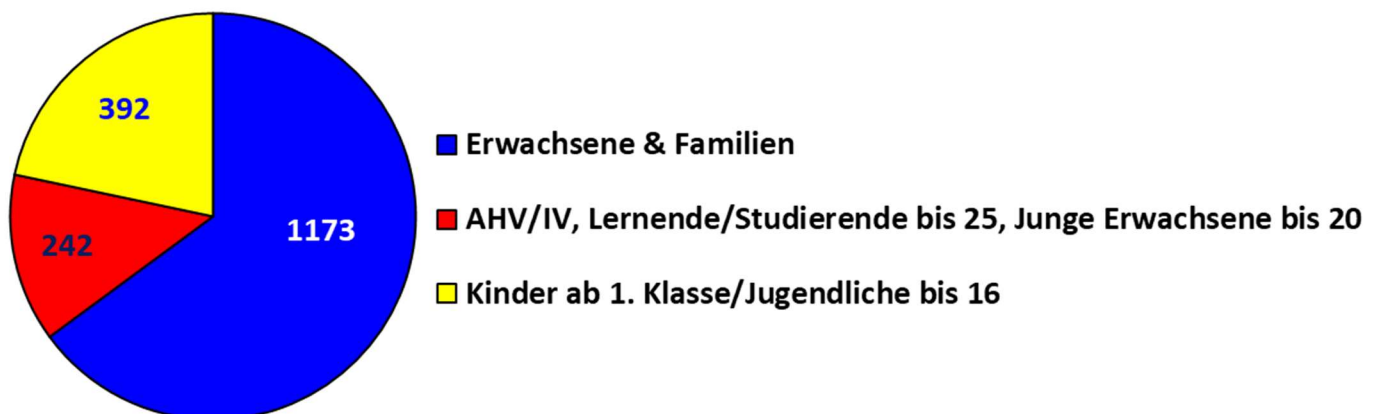 392
Erwachsene & Familien
1173
AHV/IV, Lernende/Studierende bis 25, Junge Erwachsene bis 20
242
Kinder ab 1. Klasse/Jugendliche bis 16